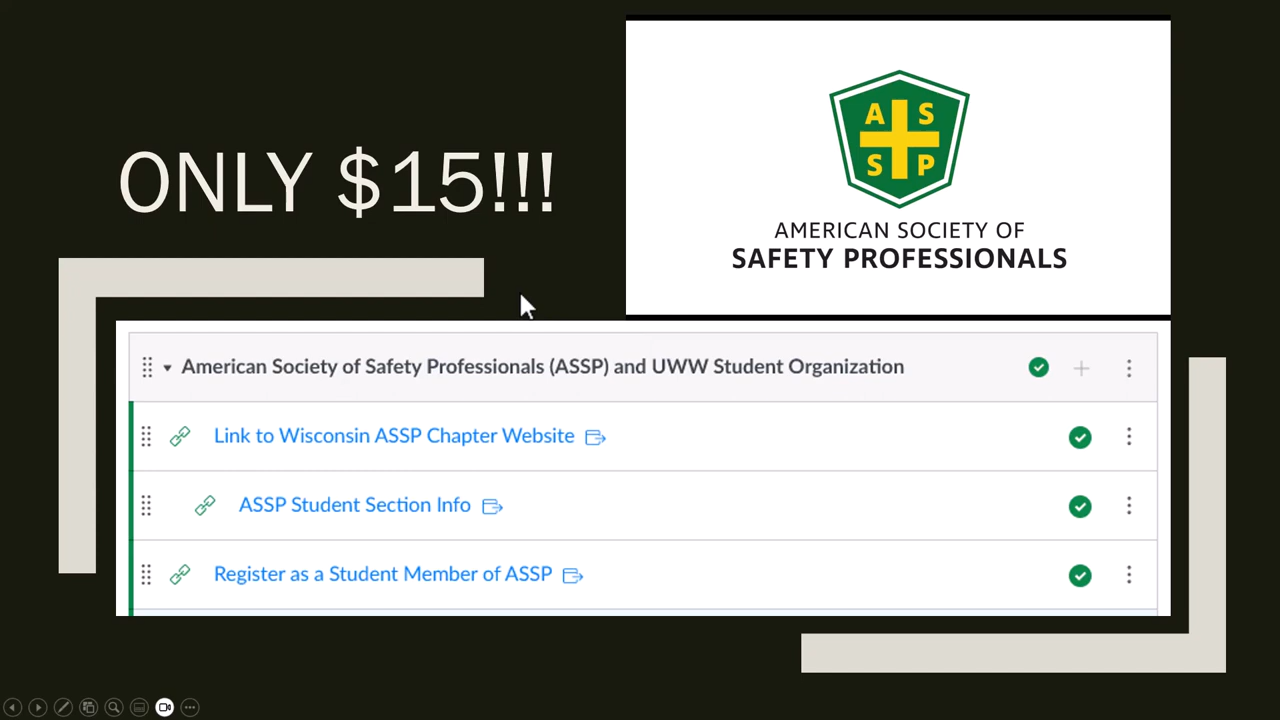 ONLY $15!!!
A S
S P
AMERICAN SOCIETY OF
SAFETY PROFESSIONALS
American Society of Safety Professionals (ASSP) and UWW Student Organization
Link to Wisconsin ASSP Chapter Website
ASSP Student Section Info
Register as a Student Member of ASSP